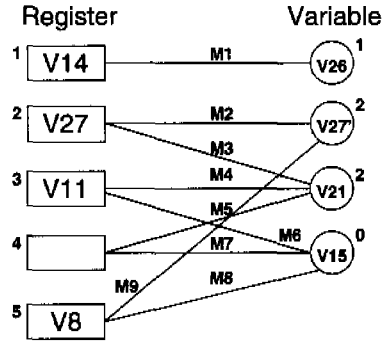 Register Variable
1 V14 M1 V26 1
2 V27 M2 V27' 2
M3
3 V11 M4 V21 2
M5
4 M7 M6 V15 0
M9 M8
5 V8